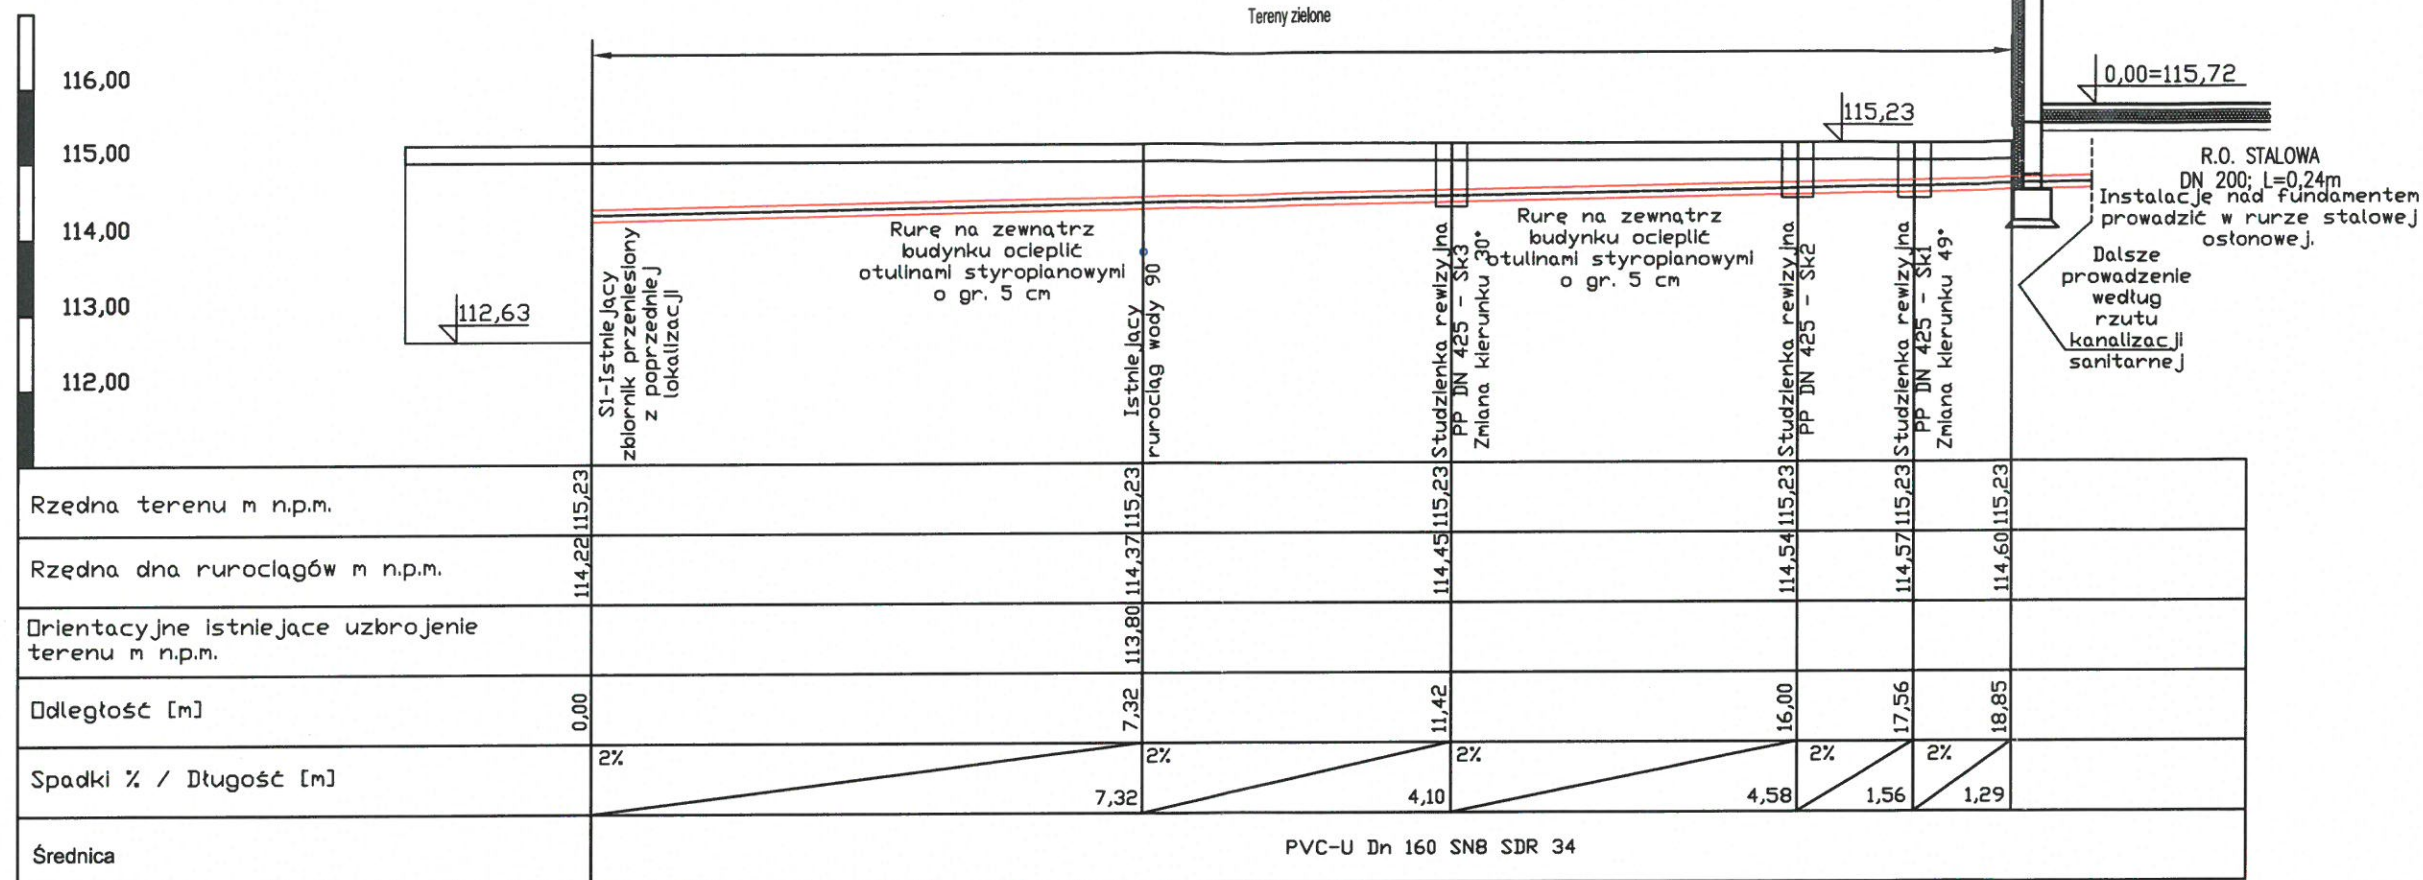 Tereny zielone
116,00
115,00
114,00
113,00
112,00
0,00=115,72
115,23
112,63
R.O. STALOWA
DN 200; L=0,24m
Instalacje nad fundamentem
prowadzić w rurze stalowej
osłonowej.
Dalsze
prowadzenie
według
rzutu
kanalizacji
sanitarnej
Rurę na zewnątrz
budynku ocieplić
otulinami styropianowymi
o gr. 5 cm
Rurę na zewnątrz
budynku ocieplić
otulinami styropianowymi
o gr. 5 cm
S1-Istniejący
zbiornik przeniesiony
z poprzedniej
lokalizacji
Istniejący
rurociąg wody 90
Studzienka rewizyjna
PP DN 425 - Sk3
Zmiana kierunku 30°
Studzienka rewizyjna
PP DN 425 - Sk2
Studzienka rewizyjna
PP DN 425 - Sk1
Zmiana kierunku 49°
Rzędna terenu m n.p.m.
115,23 115,23 115,23 115,23 115,23 115,23
Rzędna dna rurociągów m n.p.m.
114,22 114,37 114,45 114,54 114,57 114,60
Orientacyjne istniejące uzbrojenie
terenu m n.p.m.
113,80
Odległość [m]
0,00 7,32 11,42 16,00 17,56 18,85
Spadki % / Długość [m]
2% 2% 2% 2% 2%
7,32 4,10 4,58 1,56 1,29
Średnica
PVC-U Dn 160 SN8 SDR 34